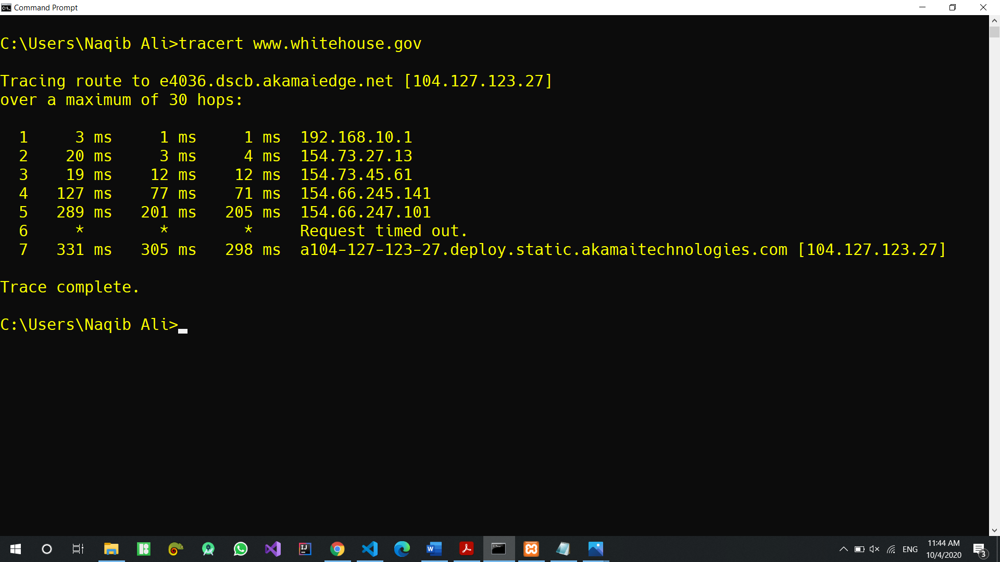 Command Prompt
C:\Users\Naqib Ali>tracert www.whitehouse.gov
Tracing route to e4036.dscb.akamaiedge.net [104.127.123.27]
over a maximum of 30 hops:
1 3 ms 1 ms 1 ms 192.168.10.1
2 20 ms 3 ms 4 ms 154.73.27.13
3 19 ms 12 ms 12 ms 154.73.45.61
4 127 ms 77 ms 71 ms 154.66.245.141
5 289 ms 201 ms 205 ms 154.66.247.101
6 * * * Request timed out.
7 331 ms 305 ms 298 ms a104-127-123-27.deploy.static.akamaitechnologies.com [104.127.123.27]
Trace complete.
C:\Users\Naqib Ali>
ENG
11:44 AM
10/4/2020
3